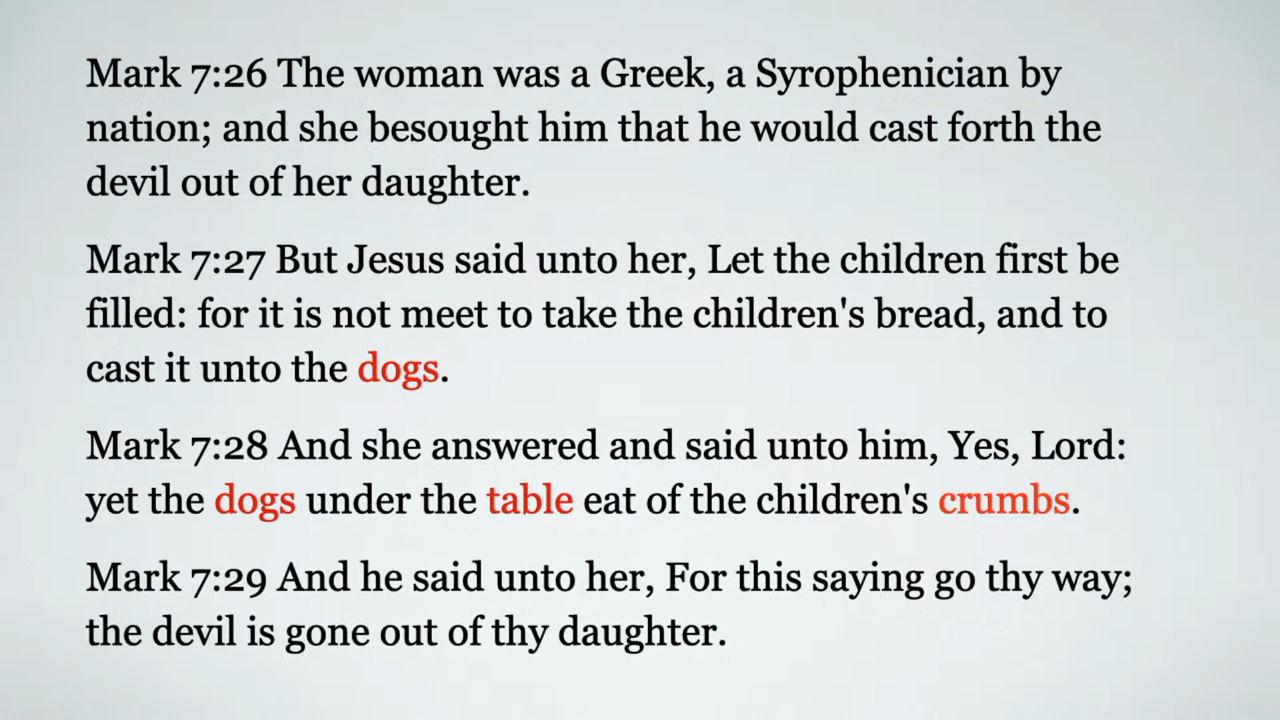 Mark 7:26 The woman was a Greek, a Syrophenician by
nation; and she besought him that he would cast forth the
devil out of her daughter.
Mark 7:27 But Jesus said unto her, Let the children first be
filled: for it is not meet to take the children's bread, and to
cast it unto the dogs.
Mark 7:28 And she answered and said unto him, Yes, Lord:
yet the dogs under the table eat of the children's crumbs.
Mark 7:29 And he said unto her, For this saying go thy way;
the devil is gone out of thy daughter.